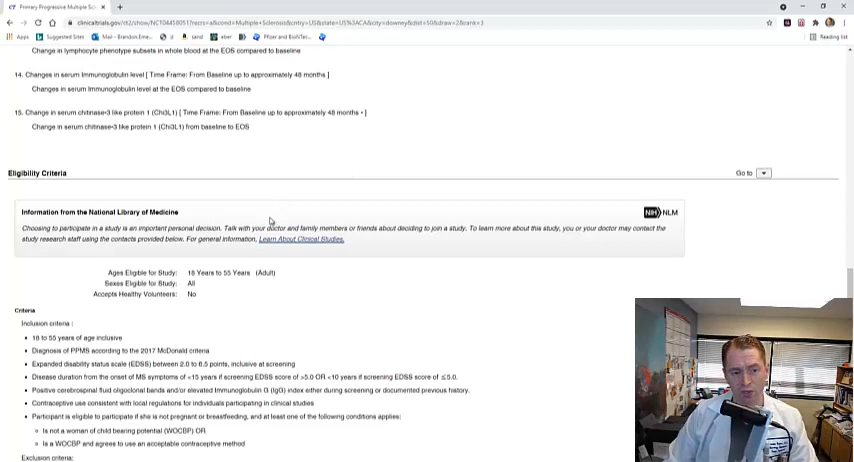 Primary Progressive Multiple Sc
clinicaltrials.gov/ct2/show/NCT04458051?recrs=a&cond=Multiple+Sclerosis&cntry=US&state=US%3ACA&city=downey&dist=50&draw=2&rank=3
Apps Suggested Sites Mail - Brandon.Eme... d sand eber Pfizer and BioNTec... Reading list
Change in lymphocyte phenotype subsets in whole blood at the EOS compared to baseline
14. Changes in serum Immunoglobulin level [ Time Frame: From Baseline up to approximately 48 months ]
Change in serum Immunoglobulin level at the EOS compared to baseline
15. Change in serum chitinase-3 like protein 1 (Chi3L1) [ Time Frame: From Baseline up to approximately 48 months • ]
Change in serum chitinase-3 like protein 1 (Chi3L1) from baseline to EOS
Eligibility Criteria
Go to
Information from the National Library of Medicine
NIH NLM
Choosing to participate in a study is an important personal decision. Talk with your doctor and family members or friends about deciding to join a study. To learn more about this study, you or your doctor may contact the
study research staff using the contacts provided below. For general information, Learn About Clinical Studies.
Ages Eligible for Study: 18 Years to 55 Years (Adult)
Sexes Eligible for Study: All
Accepts Healthy Volunteers: No
Criteria
Inclusion criteria :
• 18 to 55 years of age inclusive
• Diagnosis of PPMS according to the 2017 McDonald criteria
• Expanded disability status scale (EDSS) between 2.0 to 6.5 points, inclusive at screening
• Disease duration from the onset of MS symptoms of <15 years if screening EDSS score of >5.0 OR <10 years if screening EDSS score of ≤5.0.
• Positive cerebrospinal fluid oligoclonal bands and/or elevated Immunoglobulin G (IgG) index either during screening or documented previous history.
• Contraceptive use consistent with local regulations for individuals participating in clinical studies
• Participant is eligible to participate if she is not pregnant or breastfeeding, and at least one of the following conditions applies:
○ Is not a woman of child bearing potential (WOCBP) OR
○ Is a WOCBP and agrees to use an acceptable contraceptive method
Exclusion criteria: